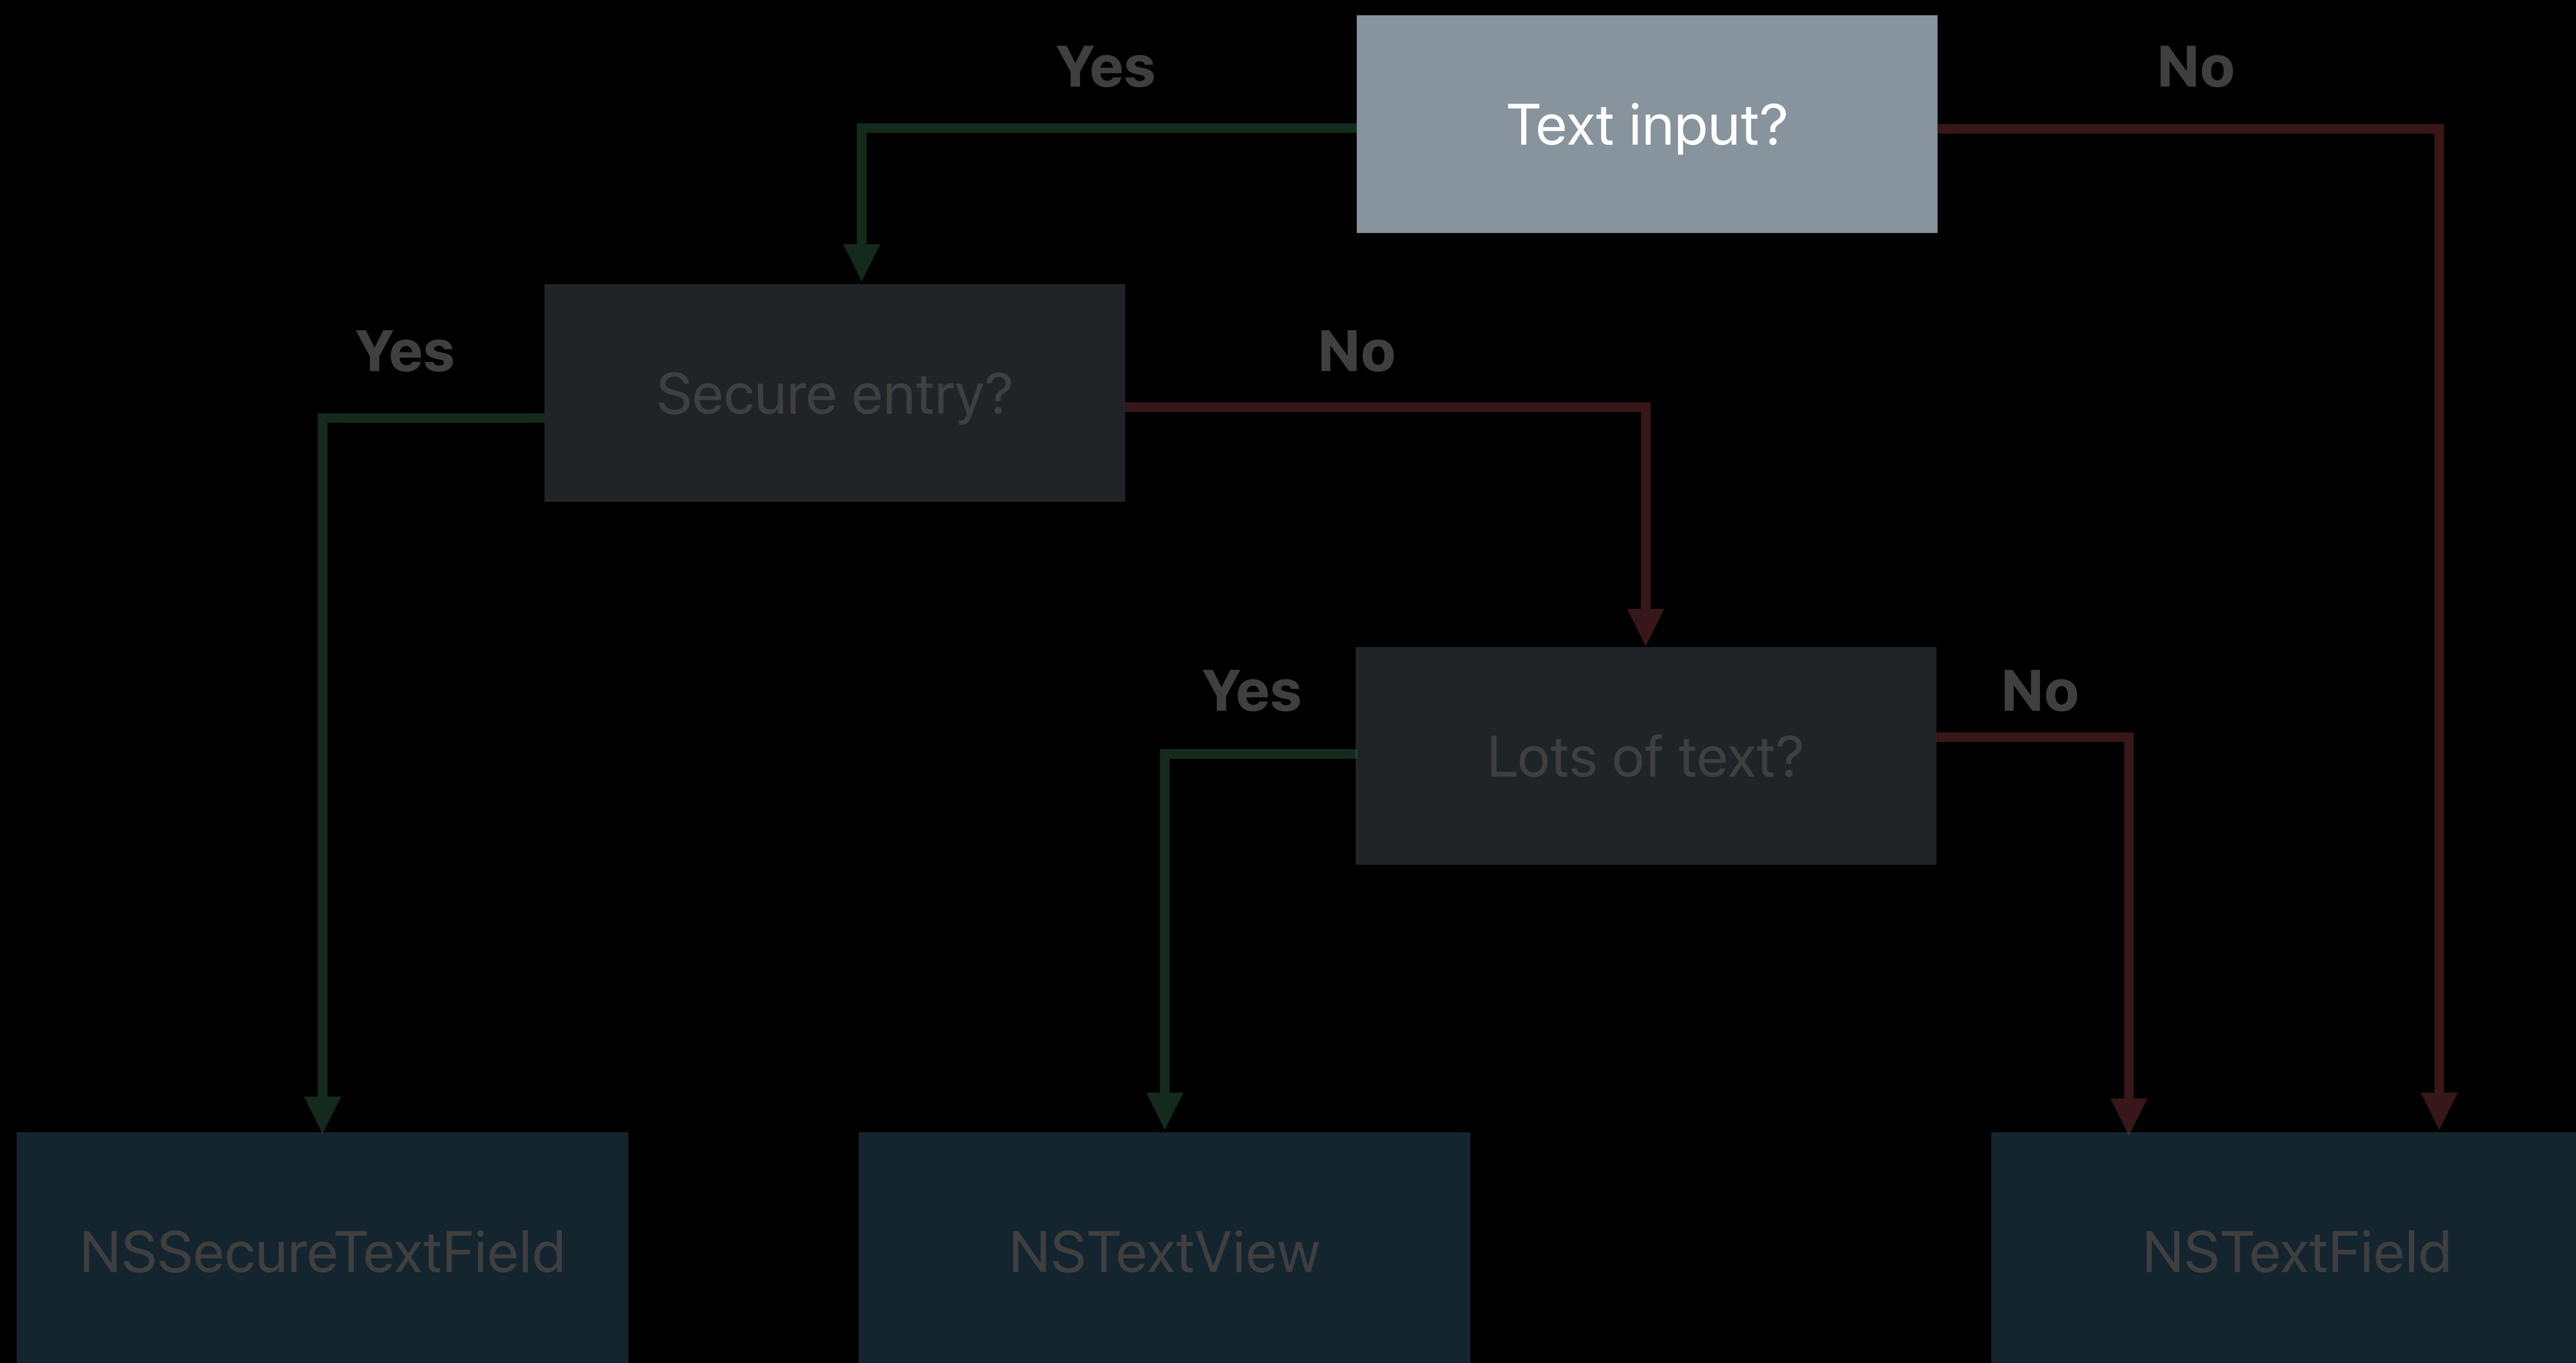 Yes
Text input?
No
Yes
Secure entry?
No
Yes
Lots of text?
No
NSSecureTextField
NSTextView
NSTextField